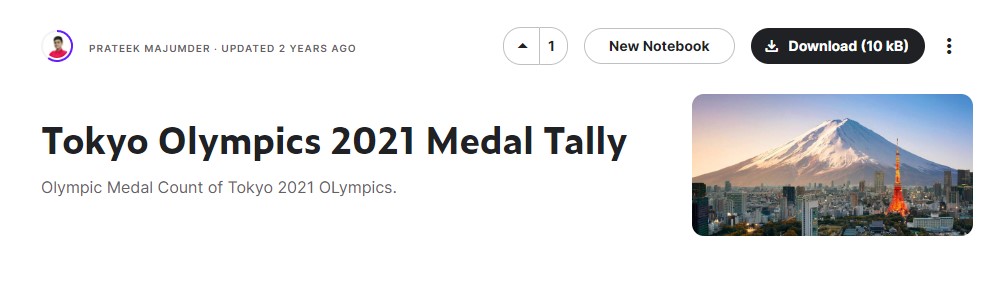 PRATEEK MAJUMDER · UPDATED 2 YEARS AGO
1
New Notebook
Download (10 kB)
Tokyo Olympics 2021 Medal Tally
Olympic Medal Count of Tokyo 2021 OLympics.